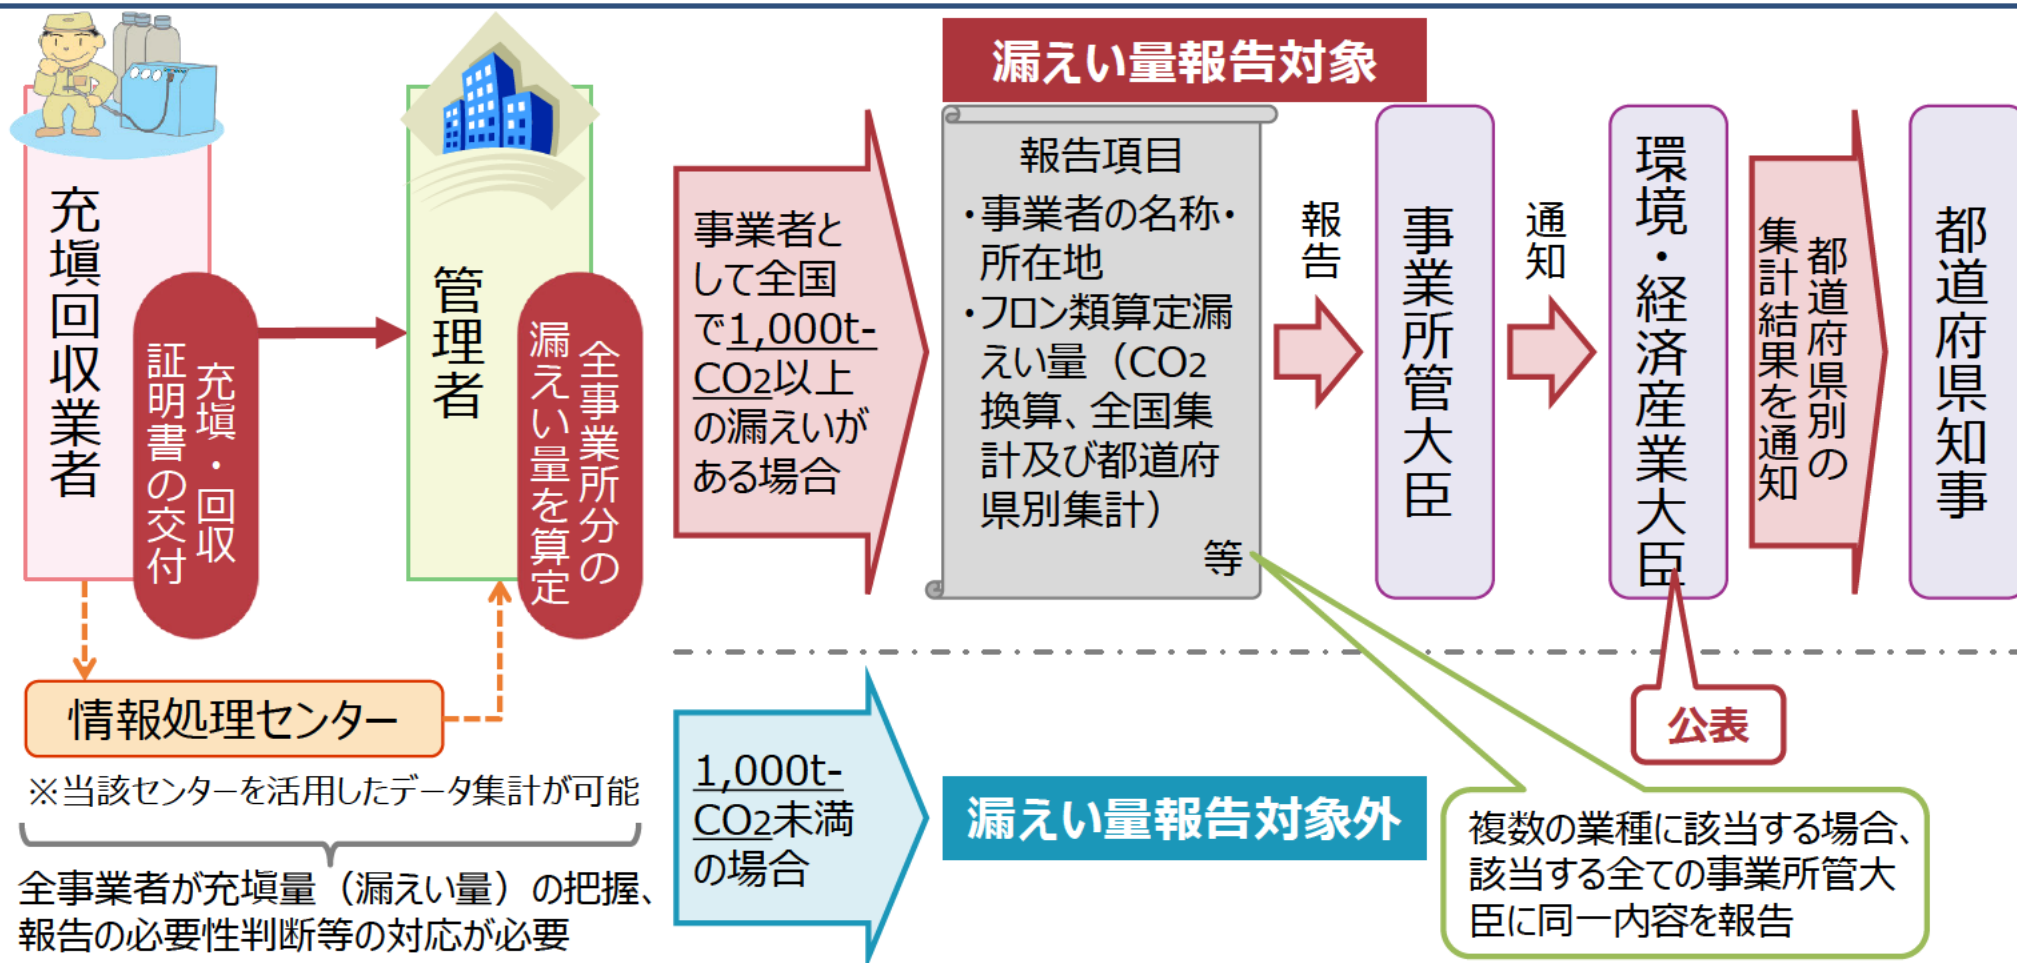 充塡回収業者
充塡・回収
証明書の交付
管理者
全事業所分の
漏えい量を算定
情報処理センター
※当該センターを活用したデータ集計が可能
全事業者が充塡量（漏えい量）の把握、
報告の必要性判断等の対応が必要
事業者と
して全国
で1,000t-
CO2以上
の漏えいが
ある場合
漏えい量報告対象
報告項目
・事業者の名称・
所在地
・フロン類算定漏
えい量（CO2
換算、全国集
計及び都道府
県別集計）
等
報告
事業所管大臣
通知
環境・経済産業大臣
公表
都道府県別の
集計結果を通知
都道府県知事
1,000t-
CO2未満
の場合
漏えい量報告対象外
複数の業種に該当する場合、
該当する全ての事業所管大
臣に同一内容を報告